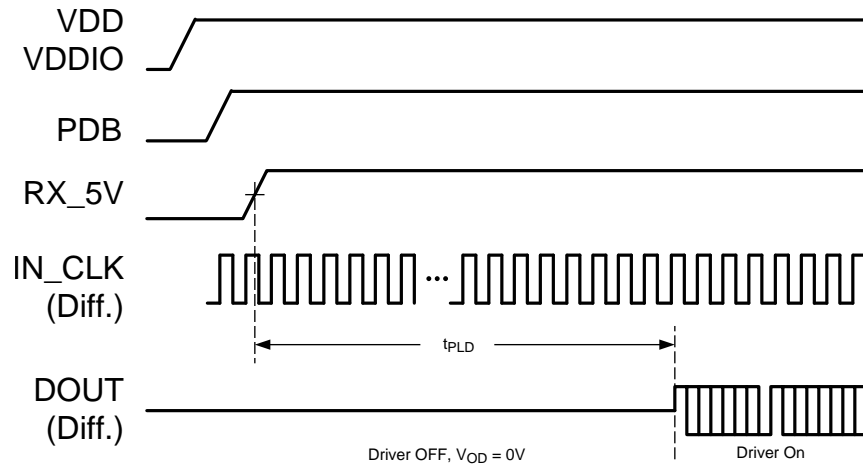 VDD
VDDIO
PDB
RX_5V
IN_CLK
(Diff.)
...
tPLD
DOUT
(Diff.)
Driver OFF, VOD = 0V
Driver On